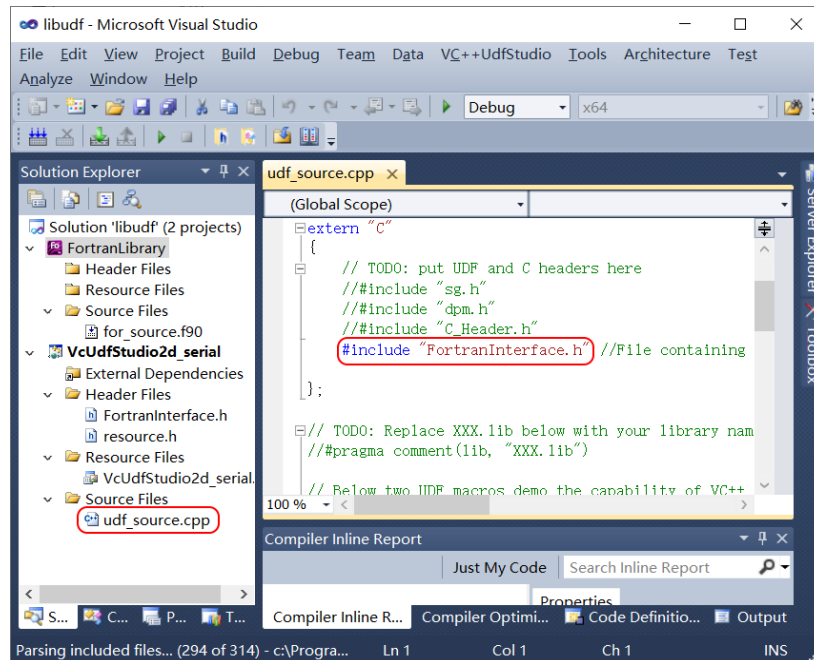 libudf - Microsoft Visual Studio
File Edit View Project Build Debug Team Data VC++UdfStudio Tools Architecture Test
Analyze Window Help
Debug x64
Solution Explorer
Solution 'libudf' (2 projects)
FortranLibrary
Header Files
Resource Files
Source Files
for_source.f90
VcUdfStudio2d_serial
External Dependencies
Header Files
FortranInterface.h
resource.h
Resource Files
VcUdfStudio2d_serial.
Source Files
udf_source.cpp
S... C... P... T...
udf_source.cpp
(Global Scope)
extern "C"
{
// TODO: put UDF and C headers here
//#include "sg.h"
//#include "dpm.h"
//#include "C_Header.h"
#include "FortranInterface.h" //File containing
};
// TODO: Replace XXX.lib below with your library nam
//#pragma comment(lib, "XXX.lib")
// Below two UDF macros demo the capability of VC++
100 %
Compiler Inline Report
Just My Code Search Inline Report
Properties
Compiler Inline R... Compiler Optimi... Code Definitio... Output
Server Explorer
Toolbox
Parsing included files... (294 of 314) - c:\Progra... Ln 1 Col 1 Ch 1 INS